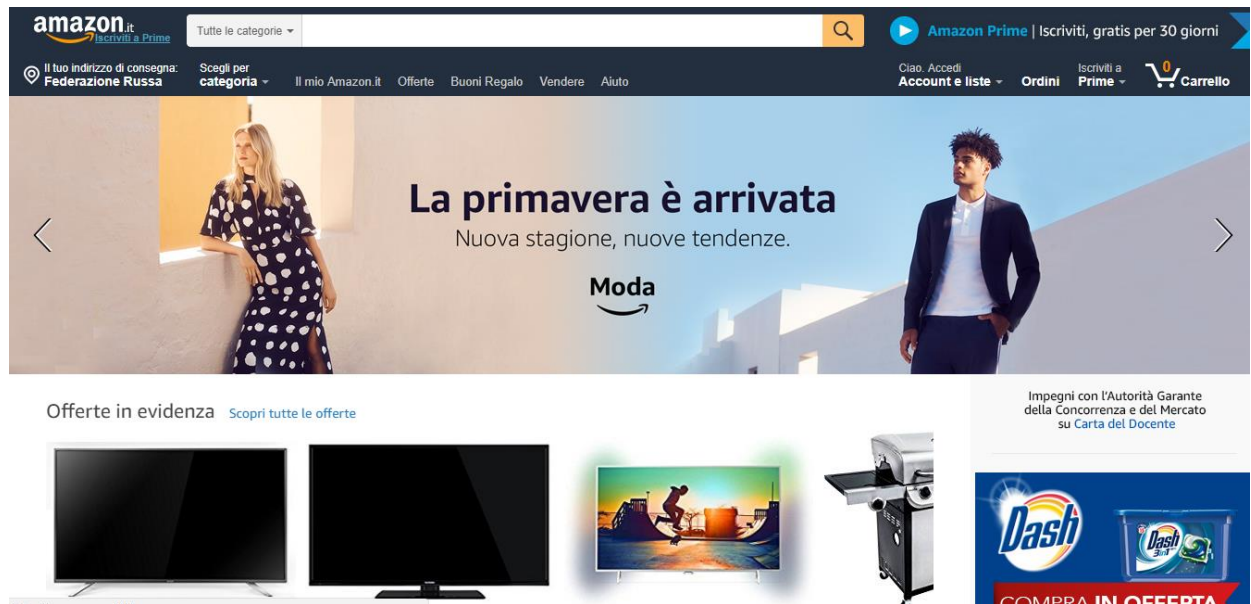 amazon.it
Iscriviti a Prime
Tutte le categorie
Amazon Prime | Iscriviti, gratis per 30 giorni
Il tuo indirizzo di consegna:
Federazione Russa
Scegli per
categoria
Il mio Amazon.it Offerte Buoni Regalo Vendere Aiuto
Ciao. Accedi
Account e liste
Ordini
Iscriviti a
Prime
0
Carrello
La primavera è arrivata
Nuova stagione, nuove tendenze.
Moda
Offerte in evidenza Scopri tutte le offerte
Impegni con l'Autorità Garante
della Concorrenza e del Mercato
su Carta del Docente
Dash
Dash
3in1
COMPRA IN OFFERTA